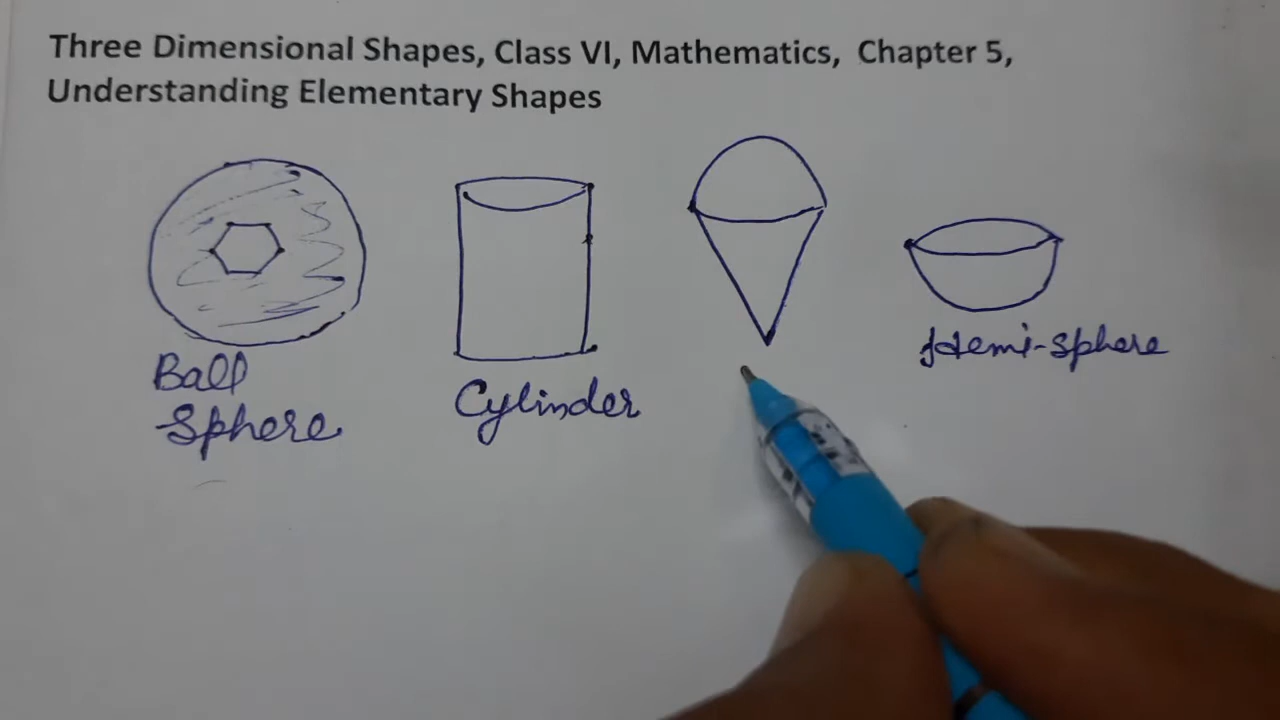 Three Dimensional Shapes, Class VI, Mathematics, Chapter 5,
Understanding Elementary Shapes
Ball
Sphere
Cylinder
Hemi-Sphere